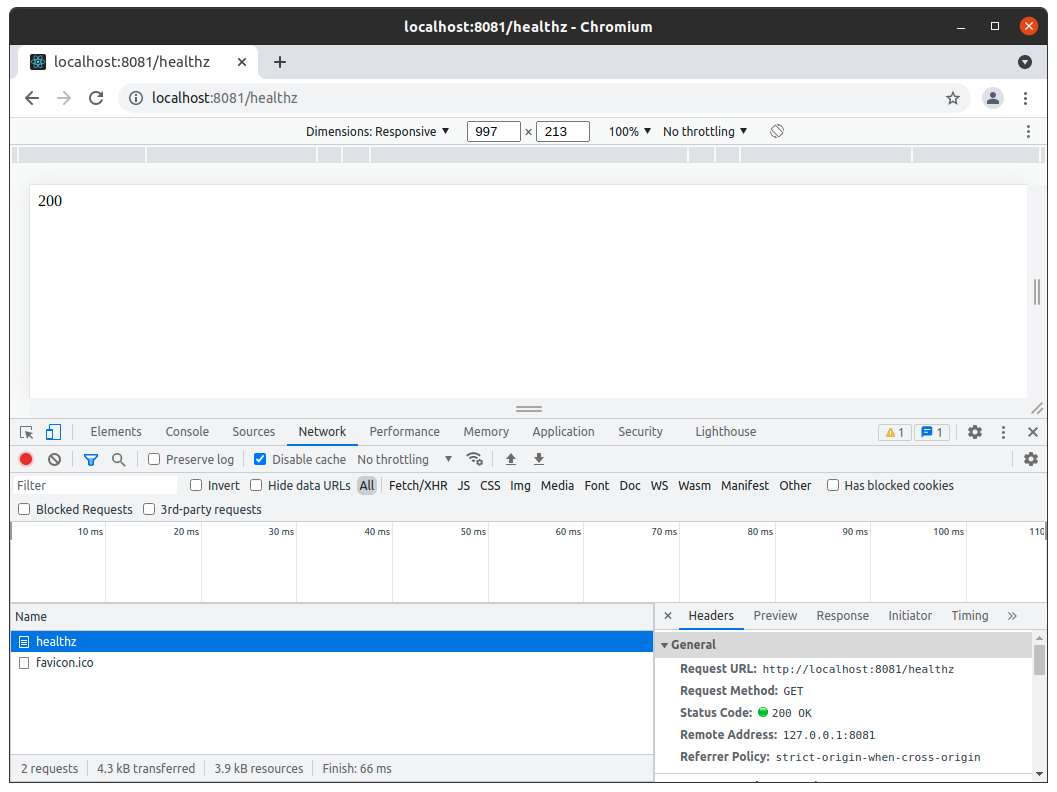 localhost:8081/healthz - Chromium
localhost:8081/healthz
localhost:8081/healthz
Dimensions: Responsive ▼ 997 × 213 100% ▼ No throttling ▼
200
Elements Console Sources Network Performance Memory Application Security Lighthouse 1 1
Preserve log Disable cache No throttling ▼
Filter Invert Hide data URLs All Fetch/XHR JS CSS Img Media Font Doc WS Wasm Manifest Other Has blocked cookies
Blocked Requests 3rd-party requests
10 ms 20 ms 30 ms 40 ms 50 ms 60 ms 70 ms 80 ms 90 ms 100 ms 110
Name
healthz
favicon.ico
2 requests 4.3 kB transferred 3.9 kB resources Finish: 66 ms
× Headers Preview Response Initiator Timing »
General
Request URL: http://localhost:8081/healthz
Request Method: GET
Status Code: 200 OK
Remote Address: 127.0.0.1:8081
Referrer Policy: strict-origin-when-cross-origin